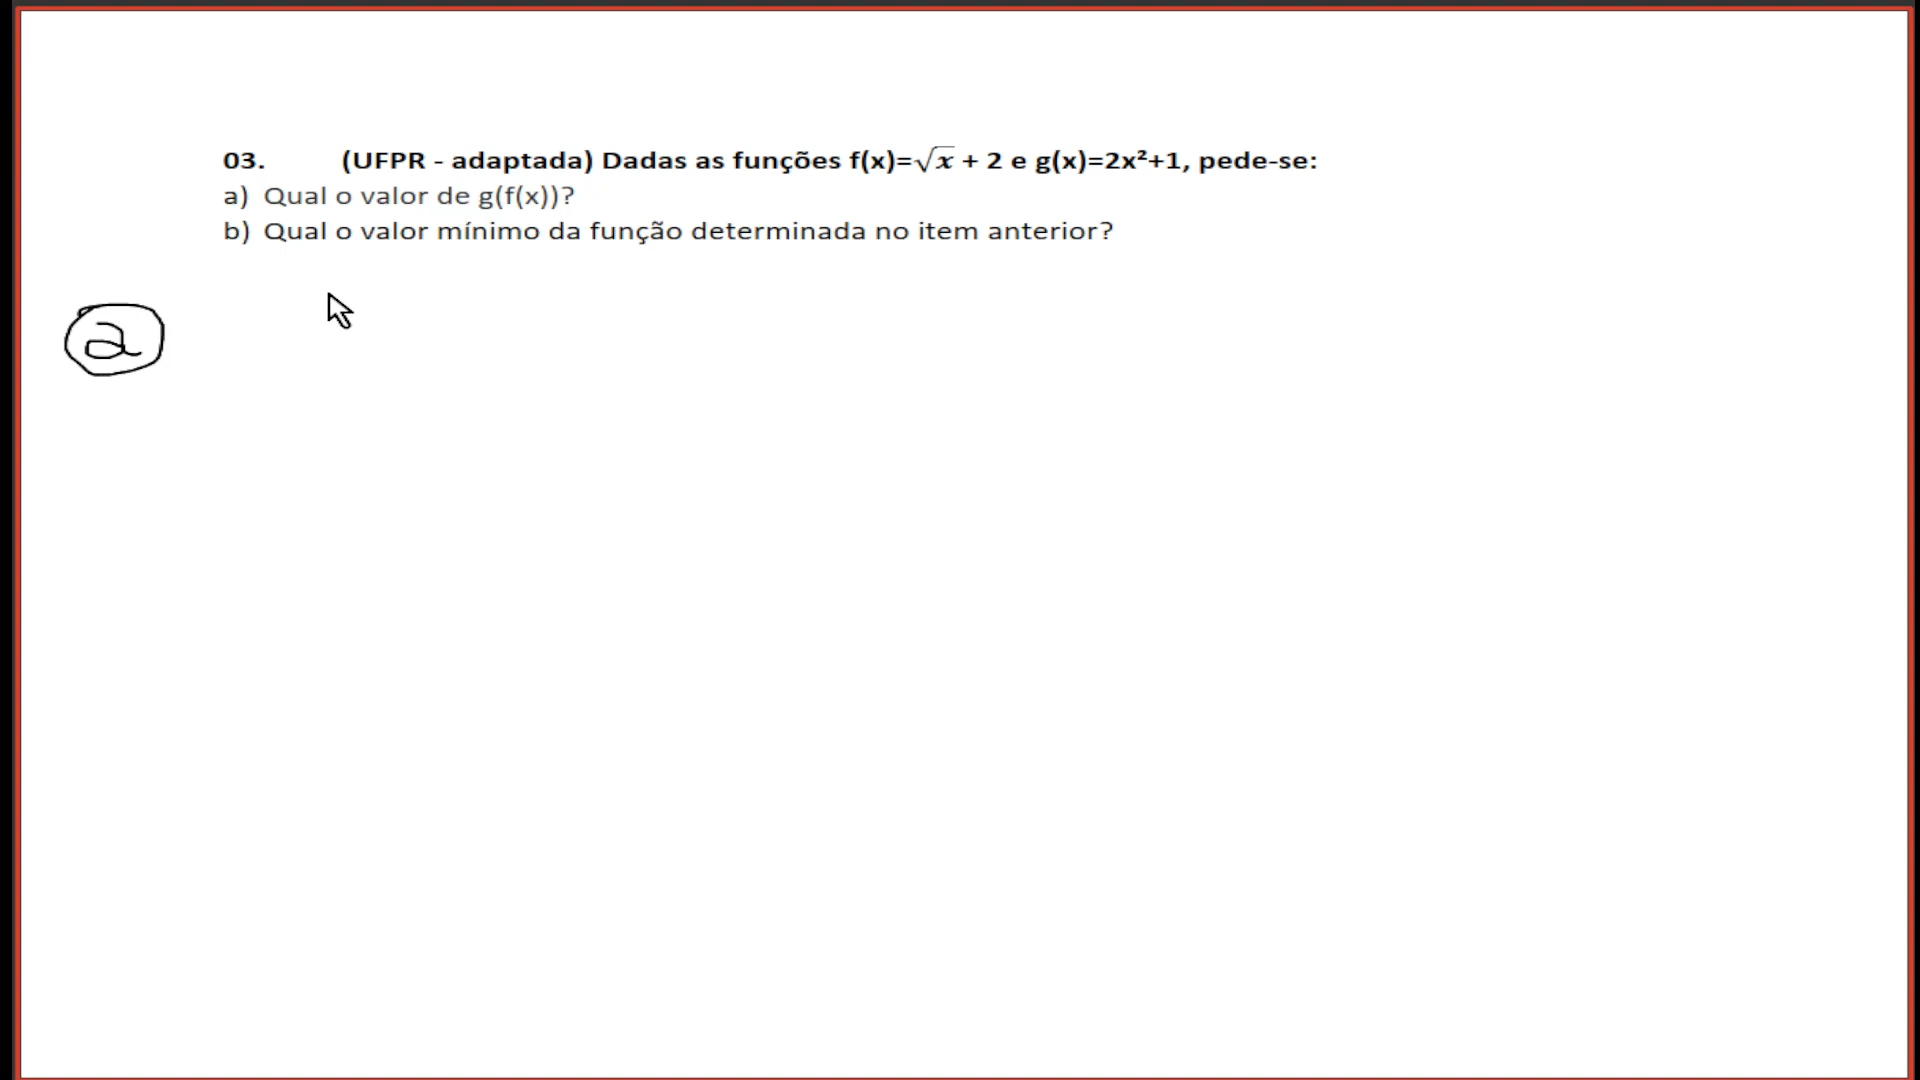 03. (UFPR - adaptada) Dadas as funções f(x)=√x + 2 e g(x)=2x²+1, pede-se:
a) Qual o valor de g(f(x))?
b) Qual o valor mínimo da função determinada no item anterior?
a